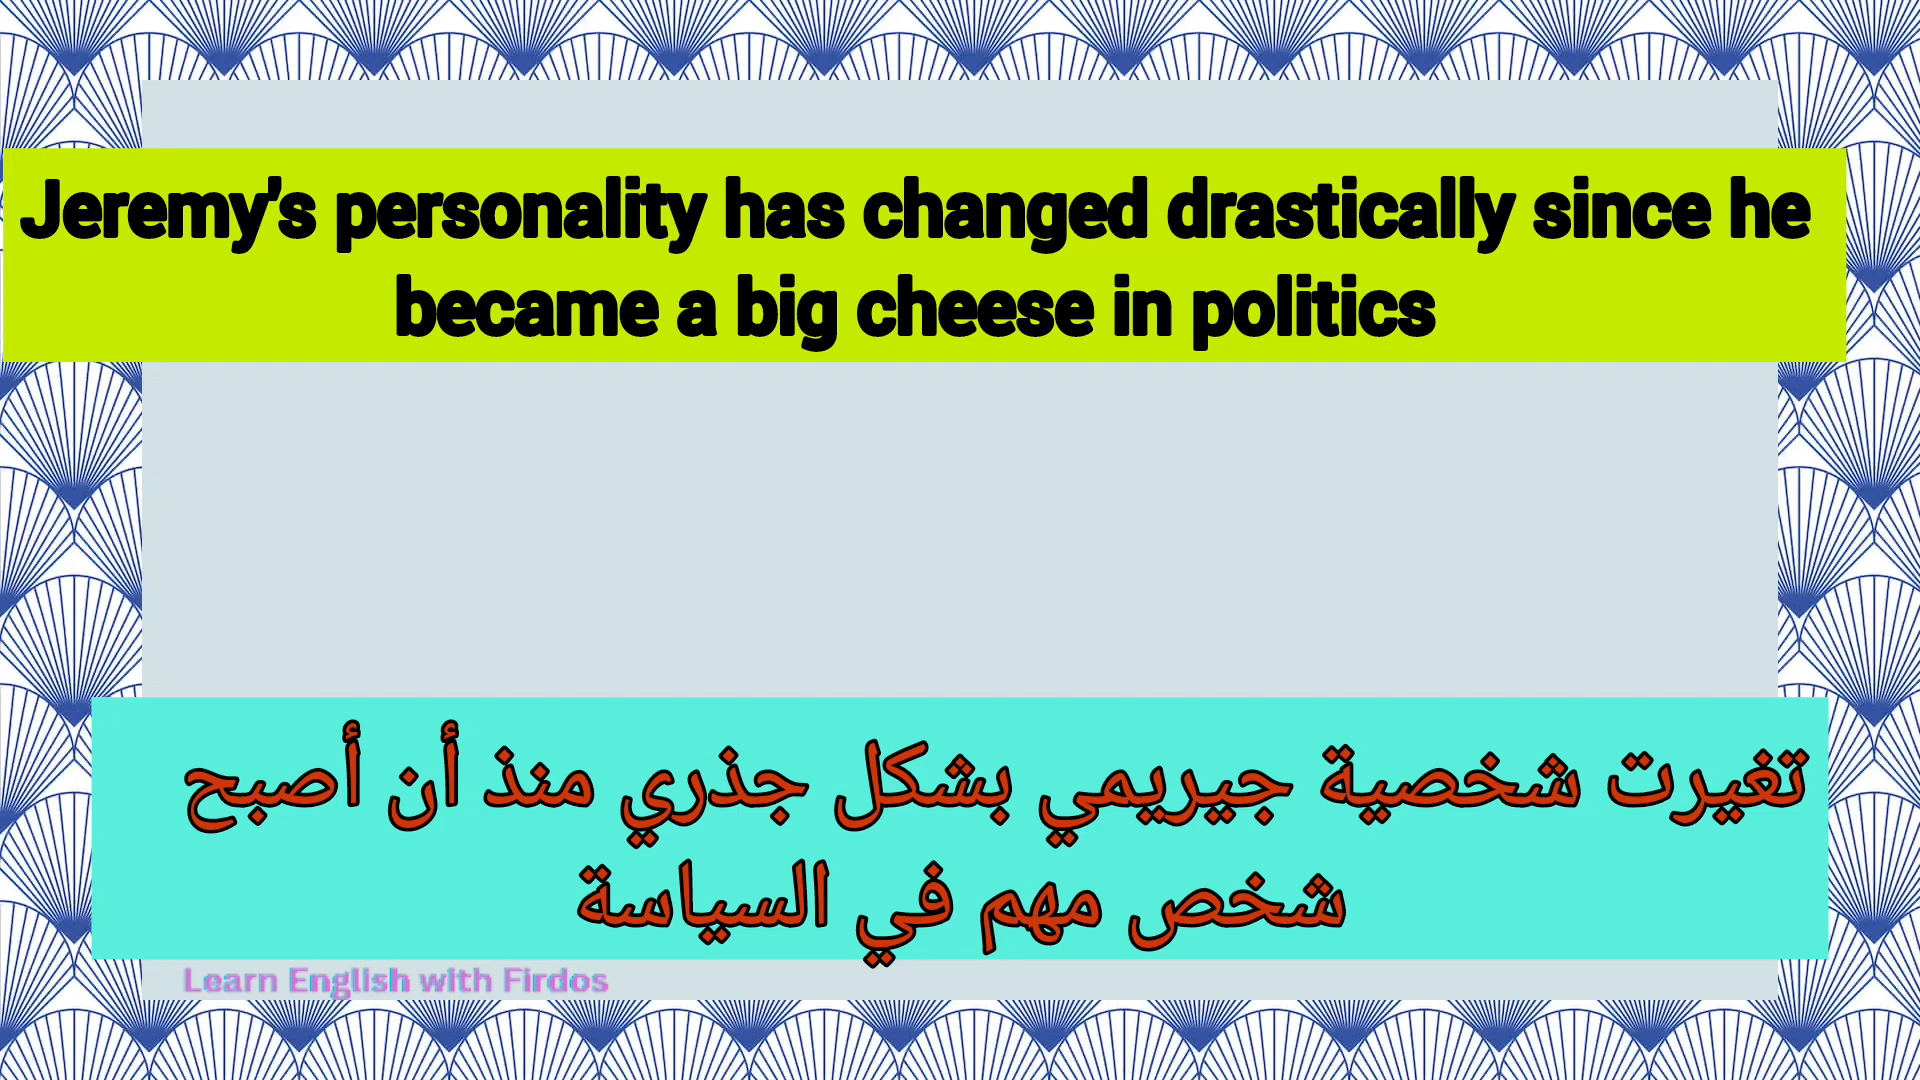 Jeremy's personality has changed drastically since he
became a big cheese in politics
تغيرت شخصية جيريمي بشكل جذري منذ أن أصبح
شخص مهم في السياسة
Learn English with Firdos